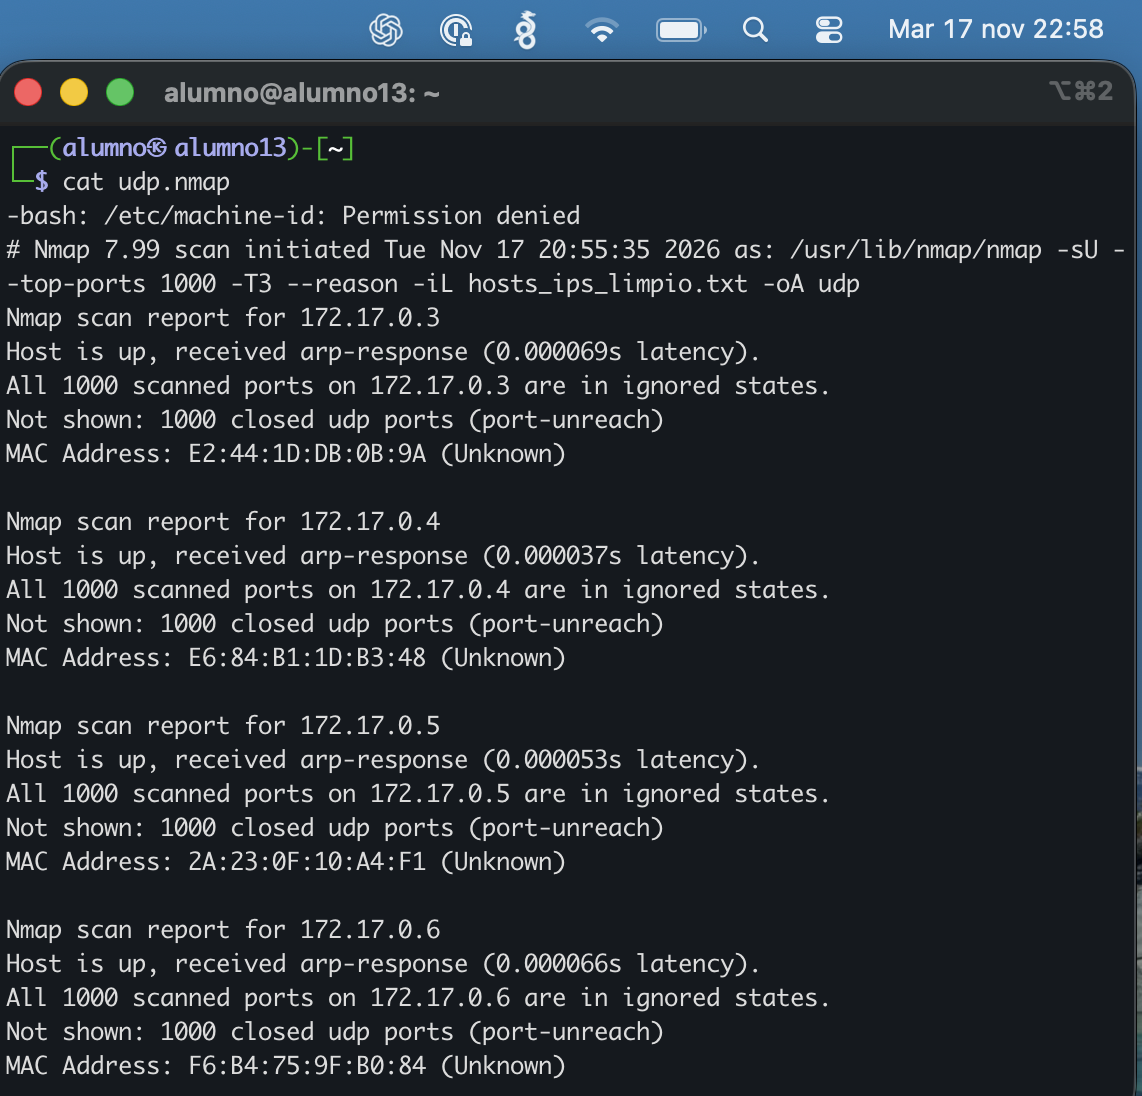 Mar 17 nov 22:58
alumno@alumno13: ~
⌥⌘2
┌──(alumno㉿ alumno13)-[~]
└─$ cat udp.nmap
-bash: /etc/machine-id: Permission denied
# Nmap 7.99 scan initiated Tue Nov 17 20:55:35 2026 as: /usr/lib/nmap/nmap -sU -
-top-ports 1000 -T3 --reason -iL hosts_ips_limpio.txt -oA udp
Nmap scan report for 172.17.0.3
Host is up, received arp-response (0.000069s latency).
All 1000 scanned ports on 172.17.0.3 are in ignored states.
Not shown: 1000 closed udp ports (port-unreach)
MAC Address: E2:44:1D:DB:0B:9A (Unknown)

Nmap scan report for 172.17.0.4
Host is up, received arp-response (0.000037s latency).
All 1000 scanned ports on 172.17.0.4 are in ignored states.
Not shown: 1000 closed udp ports (port-unreach)
MAC Address: E6:84:B1:1D:B3:48 (Unknown)

Nmap scan report for 172.17.0.5
Host is up, received arp-response (0.000053s latency).
All 1000 scanned ports on 172.17.0.5 are in ignored states.
Not shown: 1000 closed udp ports (port-unreach)
MAC Address: 2A:23:0F:10:A4:F1 (Unknown)

Nmap scan report for 172.17.0.6
Host is up, received arp-response (0.000066s latency).
All 1000 scanned ports on 172.17.0.6 are in ignored states.
Not shown: 1000 closed udp ports (port-unreach)
MAC Address: F6:B4:75:9F:B0:84 (Unknown)